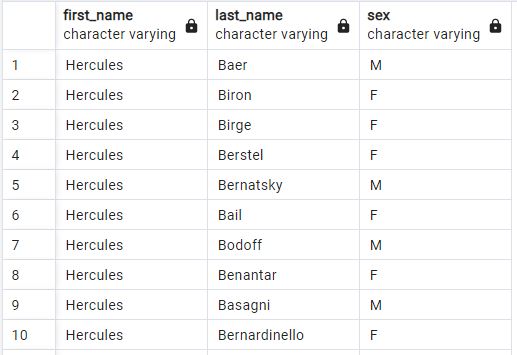 first_name last_name sex
character varying character varying character varying
1 Hercules Baer M
2 Hercules Biron F
3 Hercules Birge F
4 Hercules Berstel F
5 Hercules Bernatsky M
6 Hercules Bail F
7 Hercules Bodoff M
8 Hercules Benantar F
9 Hercules Basagni M
10 Hercules Bernardinello F